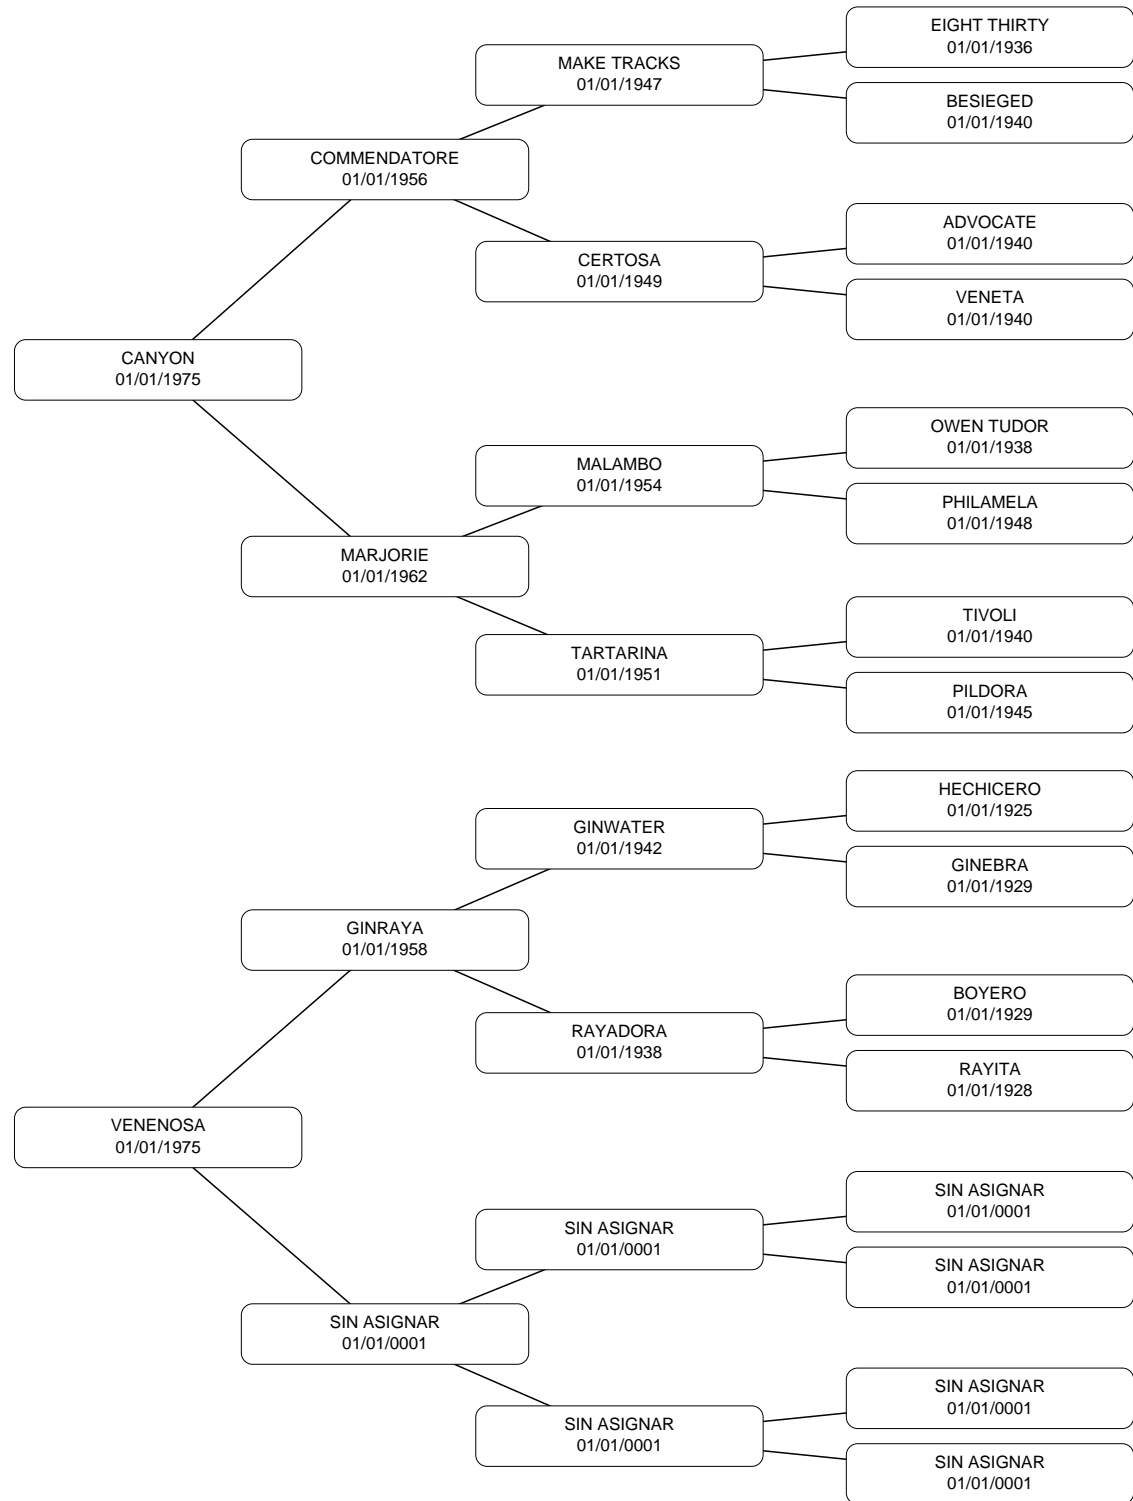 EIGHT THIRTY
01/01/1936
MAKE TRACKS
01/01/1947
BESIEGED
01/01/1940
COMMENDATORE
01/01/1956
ADVOCATE
01/01/1940
CERTOSA
01/01/1949
VENETA
01/01/1940
CANYON
01/01/1975
OWEN TUDOR
01/01/1938
MALAMBO
01/01/1954
PHILAMELA
01/01/1948
MARJORIE
01/01/1962
TIVOLI
01/01/1940
TARTARINA
01/01/1951
PILDORA
01/01/1945
HECHICERO
01/01/1925
GINWATER
01/01/1942
GINEBRA
01/01/1929
GINRAYA
01/01/1958
BOYERO
01/01/1929
RAYADORA
01/01/1938
RAYITA
01/01/1928
VENENOSA
01/01/1975
SIN ASIGNAR
01/01/0001
SIN ASIGNAR
01/01/0001
SIN ASIGNAR
01/01/0001
SIN ASIGNAR
01/01/0001
SIN ASIGNAR
01/01/0001
SIN ASIGNAR
01/01/0001
SIN ASIGNAR
01/01/0001